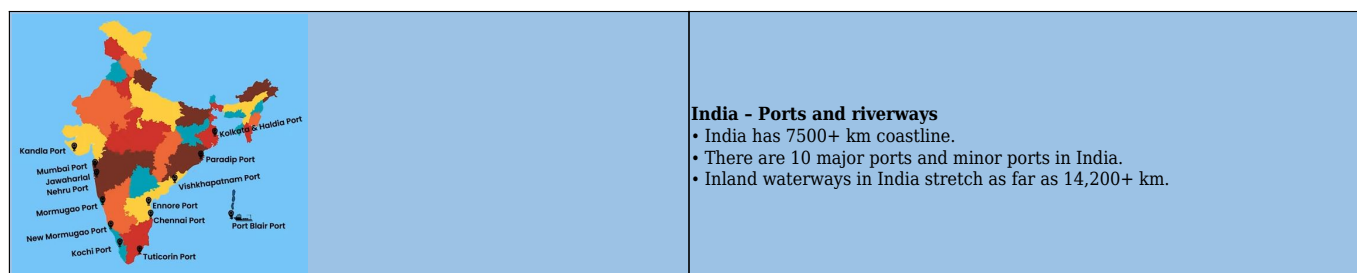 Kolkata & Haldia Port
Kandla Port
Paradip Port
Mumbai Port
Jawaharlal
Nehru Port
Vishkhapatnam Port
Mormugao Port
Ennore Port
Chennai Port
Port Blair Port
New Mormugao Port
Kochi Port
Tuticorin Port
India – Ports and riverways
• India has 7500+ km coastline.
• There are 10 major ports and minor ports in India.
• Inland waterways in India stretch as far as 14,200+ km.